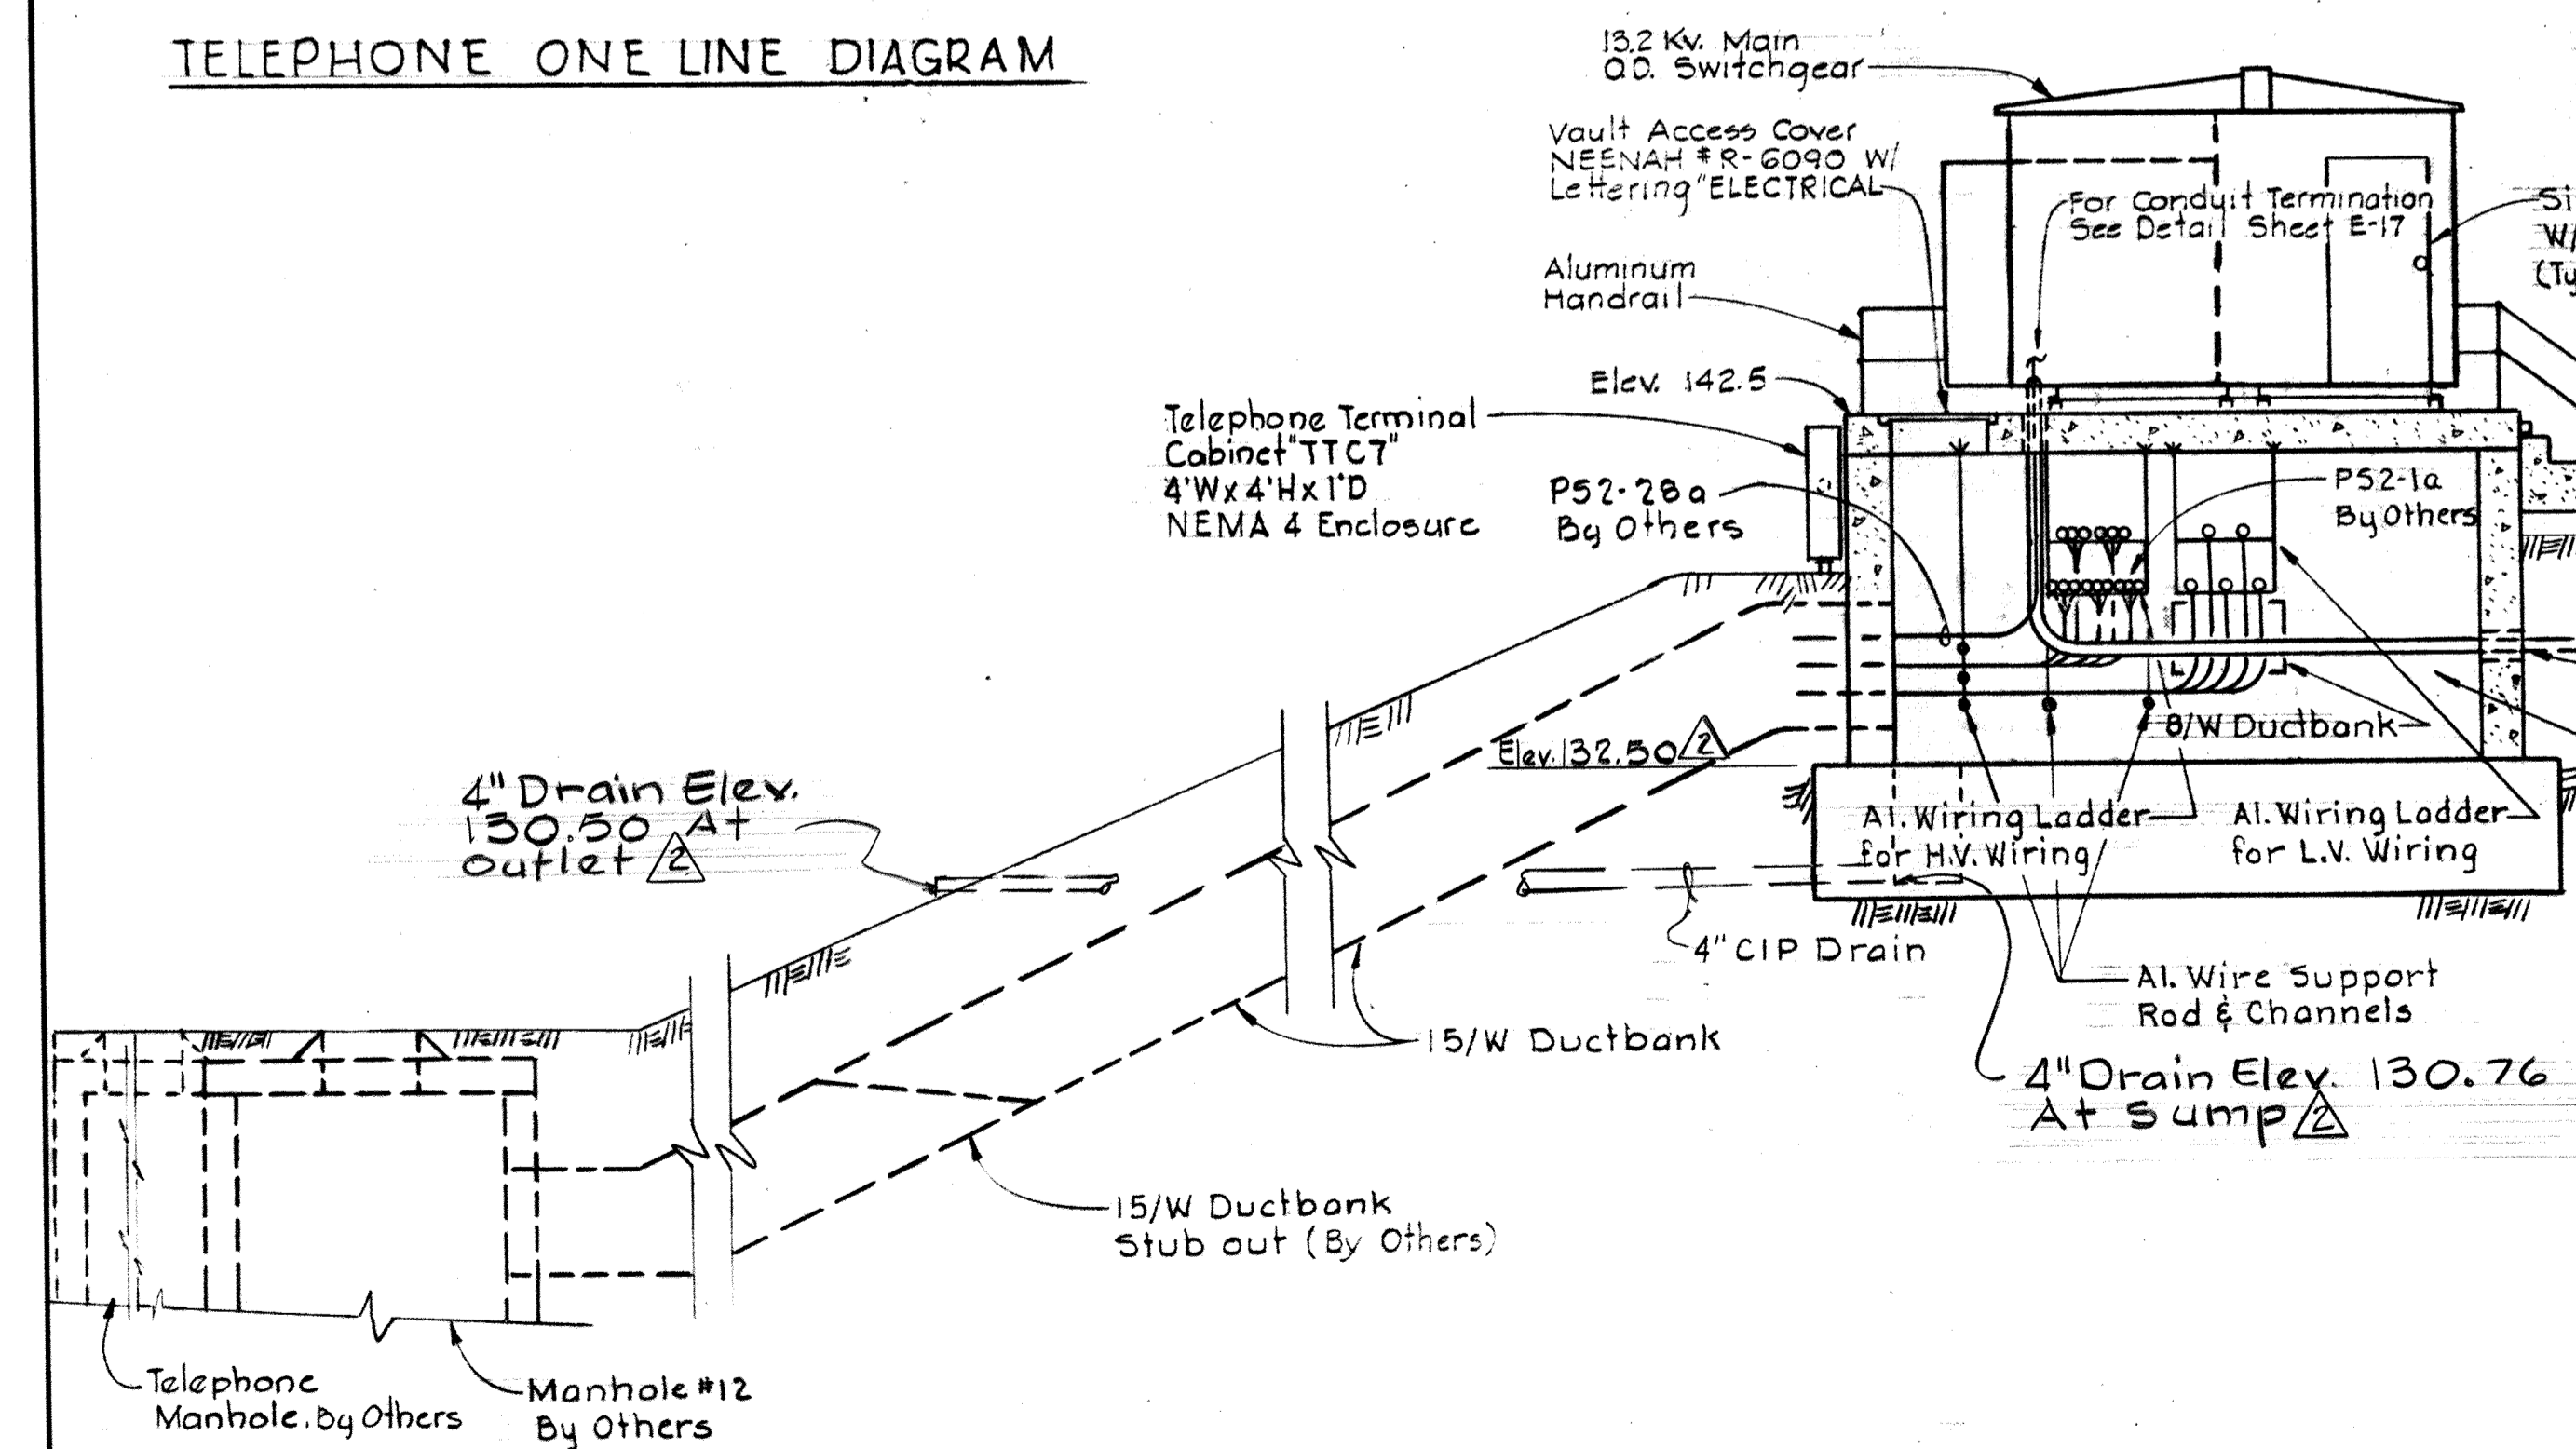 TELEPHONE ONE LINE DIAGRAM
13.2 Kv. Main
O.D. Switchgear
Vault Access Cover
NEENAH # R-6090 W/
Lettering "ELECTRICAL
For Conduit Termination
See Detail Sheet E-17
Aluminum
Handrail
Elev. 142.5
Telephone Terminal
Cabinet "TTC7"
4'W x 4'H x 1'D
NEMA 4 Enclosure
P52-28a
By Others
P52-1a
By Others
8/W Ductbank
Elev. 132.50 2
4" Drain Elev.
130.50 At
Outlet 2
Al. Wiring Ladder
for H.V. Wiring
Al. Wiring Ladder
for L.V. Wiring
4" CIP Drain
Al. Wire Support
Rod & Channels
15/W Ductbank
4" Drain Elev. 130.76
At Sump 2
15/W Ductbank
Stub out (By Others)
Telephone
Manhole. By Others
Manhole #12
By Others